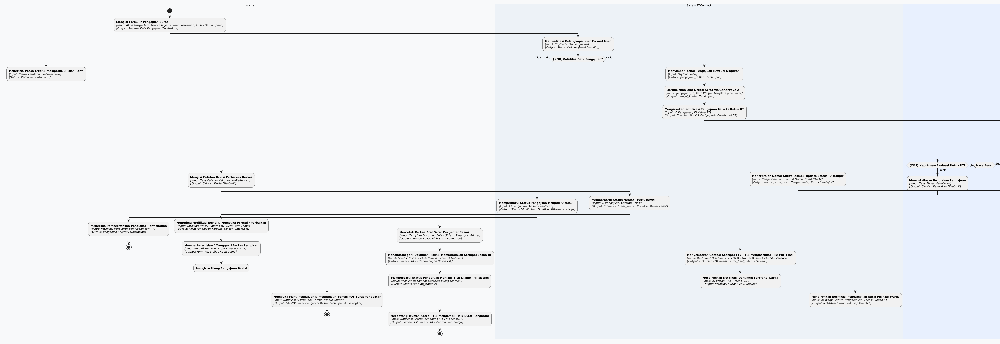 Warga
Sistem RTConnect
Mengisi Formulir Pengajuan Surat
[Input: Akun Warga Terautentikasi, Jenis Surat, Keperluan, Opsi TTD, Lampiran]
[Output: Payload Data Pengajuan Terstruktur]
Memvalidasi Kelengkapan dan Format Isian
[Input: Payload Data Pengajuan]
[Output: Status Validasi (Valid / Invalid)]
Tidak Valid
[XOR] Validitas Data Pengajuan?
Valid
Menerima Pesan Error & Memperbaiki Isian Form
[Input: Pesan Kesalahan Validasi Field]
[Output: Perbaikan Data Form]
Menyimpan Rekor Pengajuan (Status: Diajukan)
[Input: Payload Valid]
[Output: pengajuan_id Baru Tersimpan]
Merumuskan Draf Narasi Surat via Generative AI
[Input: pengajuan_id, Data Warga, Template Jenis Surat]
[Output: draf_ai_konten Tersimpan]
Mengirimkan Notifikasi Pengajuan Baru ke Ketua RT
[Input: ID Pengajuan, ID Ketua RT]
[Output: Entri Notifikasi & Badge pada Dashboard RT]
[XOR] Keputusan Evaluasi Ketua RT?
Minta Revisi
Set
Tolak
Mengisi Catatan Revisi Perbaikan Berkas
[Input: Teks Catatan Kekurangan/Perbaikan]
[Output: Catatan Revisi Disubmit]
Menerbitkan Nomor Surat Resmi & Update Status 'Disetujui'
[Input: Pengesahan RT, Format Nomor Surat RT032]
[Output: nomor_surat_resmi Ter-generate, Status 'disetujui']
Mengisi Alasan Penolakan Pengajuan
[Input: Teks Alasan Penolakan]
[Output: Catatan Penolakan Disubmit]
Memperbarui Status Pengajuan Menjadi 'Ditolak'
[Input: ID Pengajuan, Alasan Penolakan]
[Output: Status DB 'ditolak', Notifikasi Dikirim ke Warga]
Memperbarui Status Menjadi 'Perlu Revisi'
[Input: ID Pengajuan, Catatan Revisi]
[Output: Status DB 'perlu_revisi', Notifikasi Revisi Terbit]
Menerima Pemberitahuan Penolakan Permohonan
[Input: Notifikasi Penolakan dan Alasan dari RT]
[Output: Pengajuan Selesai / Dibatalkan]
Menerima Notifikasi Revisi & Membuka Formulir Perbaikan
[Input: Notifikasi Revisi, Catatan RT, Data Form Lama]
[Output: Form Pengajuan Terbuka dengan Catatan RT]
Mencetak Berkas Draf Surat Pengantar Resmi
[Input: Tampilan Dokumen Cetak Sistem, Perangkat Printer]
[Output: Lembar Kertas Fisik Surat Pengantar]
Memperbarui Isian / Mengganti Berkas Lampiran
[Input: Perbaikan Data/Lampiran Baru Warga]
[Output: Form Revisi Siap Kirim Ulang]
Menandatangani Dokumen Fisik & Membubuhkan Stempel Basah RT
[Input: Lembar Kertas Cetak, Pulpen, Stempel Tinta RT]
[Output: Surat Fisik Bertandatangan Basah Asli]
Menyematkan Gambar Stempel TTD RT & Menghasilkan File PDF Final
[Input: Draf Surat Disetujui, File TTD RT, Nomor Resmi, Metadata Validasi]
[Output: Dokumen PDF Resmi (surat_final), Status 'selesai']
Mengirim Ulang Pengajuan Revisi
Memperbarui Status Pengajuan Menjadi 'Siap Diambil' di Sistem
[Input: Penekanan Tombol 'Konfirmasi Siap Diambil']
[Output: Status DB 'siap_diambil']
Mengirimkan Notifikasi Dokumen Terbit ke Warga
[Input: ID Warga, URL Berkas PDF]
[Output: Notifikasi 'Surat Siap Diunduh']
Membuka Menu Pengajuan & Mengunduh Berkas PDF Surat Pengantar
[Input: Notifikasi Sistem, Klik Tombol 'Unduh Surat']
[Output: File PDF Surat Pengantar Resmi Tersimpan di Perangkat]
Mengirimkan Notifikasi Pengambilan Surat Fisik ke Warga
[Input: ID Warga, Jadwal Pengambilan, Lokasi Rumah RT]
[Output: Notifikasi 'Surat Fisik Siap Diambil']
Mendatangi Rumah Ketua RT & Mengambil Fisik Surat Pengantar
[Input: Notifikasi Sistem, Kehadiran Fisik di Lokasi RT]
[Output: Lembar Asli Surat Fisik Diterima oleh Warga]